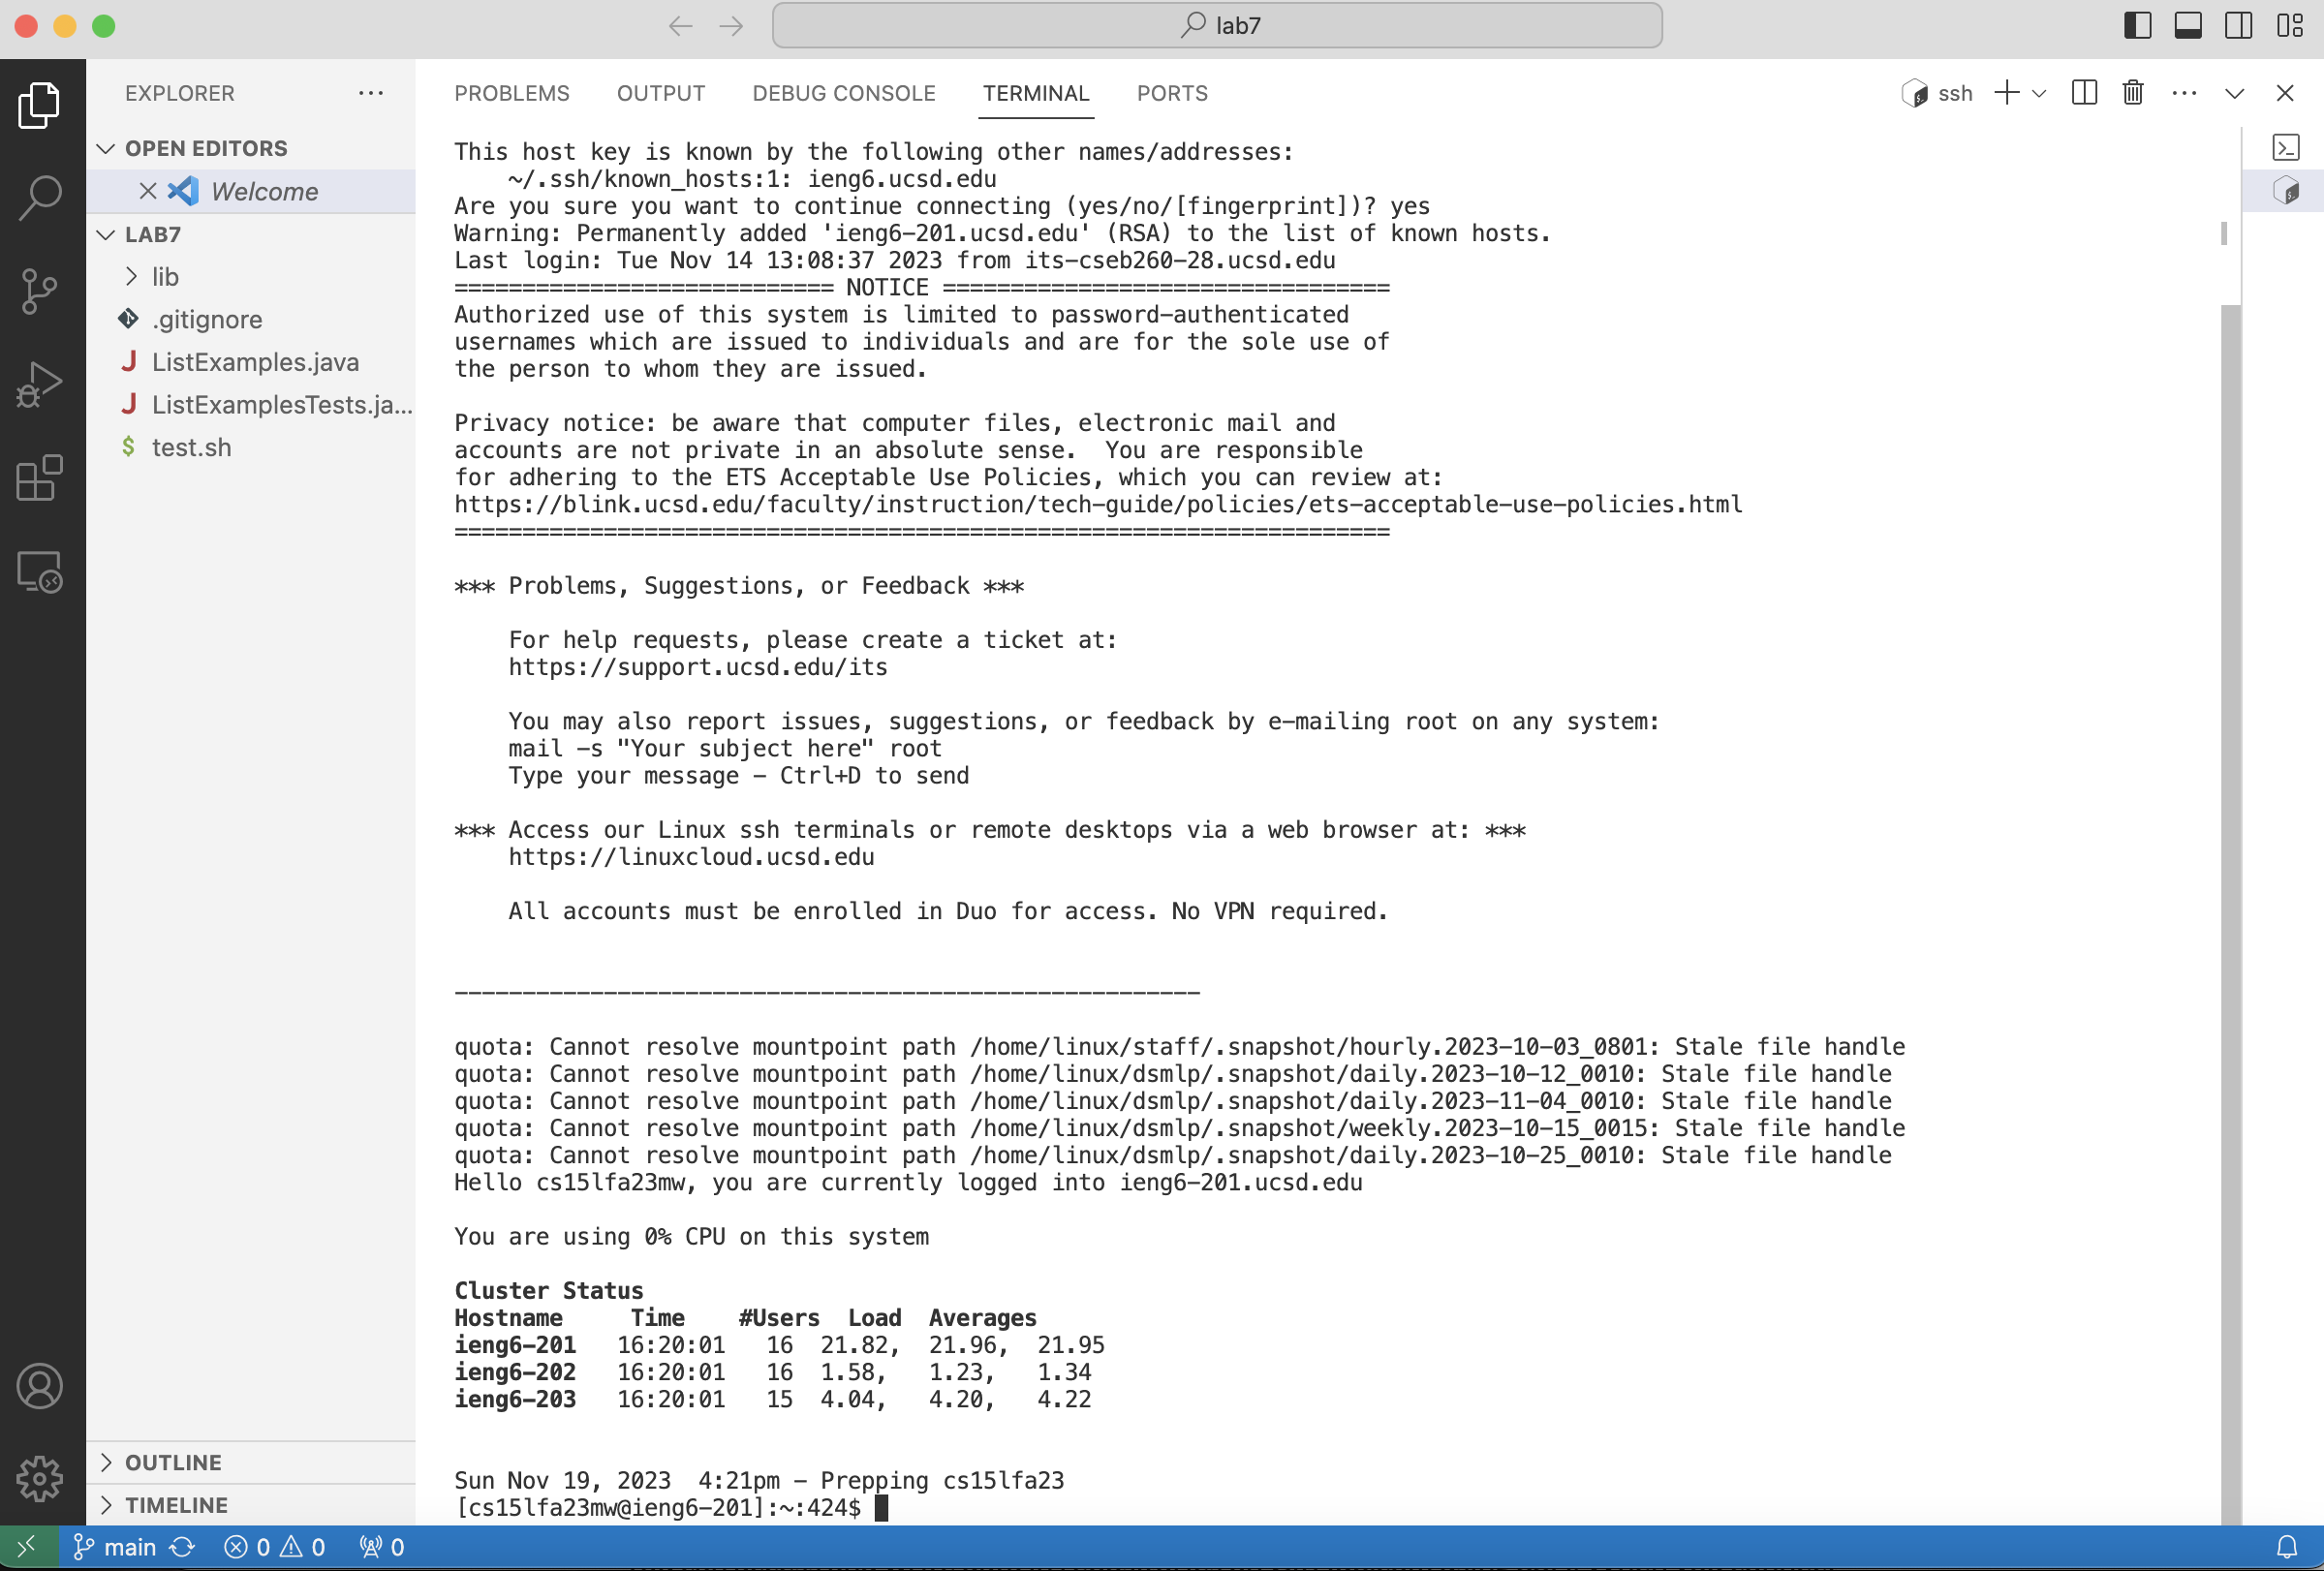 lab7
EXPLORER
OPEN EDITORS
Welcome
LAB7
lib
.gitignore
ListExamples.java
ListExamplesTests.ja...
test.sh
OUTLINE
TIMELINE
PROBLEMS OUTPUT DEBUG CONSOLE TERMINAL PORTS
ssh
This host key is known by the following other names/addresses:
    ~/.ssh/known_hosts:1: ieng6.ucsd.edu
Are you sure you want to continue connecting (yes/no/[fingerprint])? yes
Warning: Permanently added 'ieng6-201.ucsd.edu' (RSA) to the list of known hosts.
Last login: Tue Nov 14 13:08:37 2023 from its-cseb260-28.ucsd.edu
============================ NOTICE =================================
Authorized use of this system is limited to password-authenticated
usernames which are issued to individuals and are for the sole use of
the person to whom they are issued.
Privacy notice: be aware that computer files, electronic mail and
accounts are not private in an absolute sense.  You are responsible
for adhering to the ETS Acceptable Use Policies, which you can review at:
https://blink.ucsd.edu/faculty/instruction/tech-guide/policies/ets-acceptable-use-policies.html
=====================================================================
*** Problems, Suggestions, or Feedback ***
    For help requests, please create a ticket at:
    https://support.ucsd.edu/its
    You may also report issues, suggestions, or feedback by e-mailing root on any system:
    mail -s "Your subject here" root
    Type your message - Ctrl+D to send
*** Access our Linux ssh terminals or remote desktops via a web browser at: ***
    https://linuxcloud.ucsd.edu
    All accounts must be enrolled in Duo for access. No VPN required.
-------------------------------------------------------
quota: Cannot resolve mountpoint path /home/linux/staff/.snapshot/hourly.2023-10-03_0801: Stale file handle
quota: Cannot resolve mountpoint path /home/linux/dsmlp/.snapshot/daily.2023-10-12_0010: Stale file handle
quota: Cannot resolve mountpoint path /home/linux/dsmlp/.snapshot/daily.2023-11-04_0010: Stale file handle
quota: Cannot resolve mountpoint path /home/linux/dsmlp/.snapshot/weekly.2023-10-15_0015: Stale file handle
quota: Cannot resolve mountpoint path /home/linux/dsmlp/.snapshot/daily.2023-10-25_0010: Stale file handle
Hello cs15lfa23mw, you are currently logged into ieng6-201.ucsd.edu
You are using 0% CPU on this system
Cluster Status
Hostname     Time    #Users  Load  Averages
ieng6-201   16:20:01   16  21.82,  21.96,  21.95
ieng6-202   16:20:01   16  1.58,   1.23,   1.34
ieng6-203   16:20:01   15  4.04,   4.20,   4.22
Sun Nov 19, 2023  4:21pm - Prepping cs15lfa23
[cs15lfa23mw@ieng6-201]:~:424$
main 0 0 0